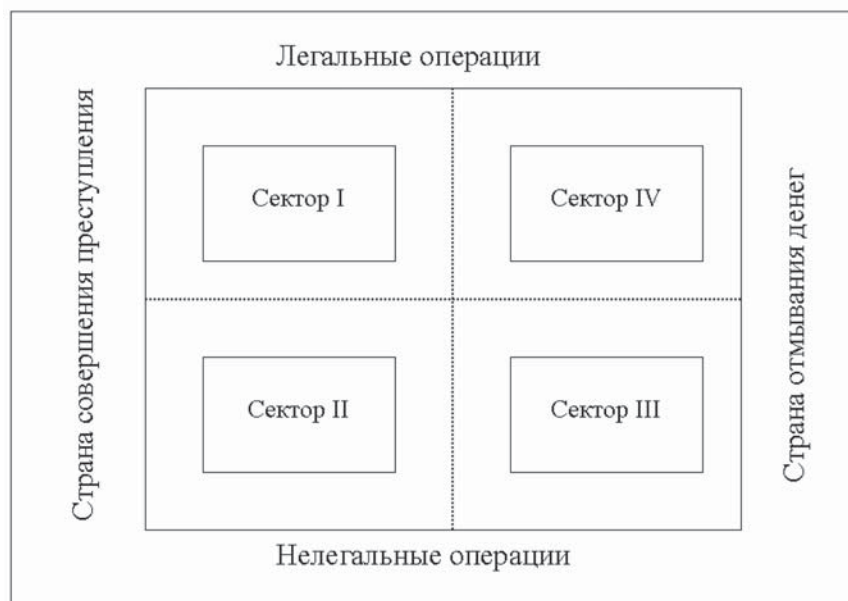 Легальные операции
Страна совершения преступления
Сектор I
Сектор IV
Страна отмывания денег
Сектор II
Сектор III
Нелегальные операции